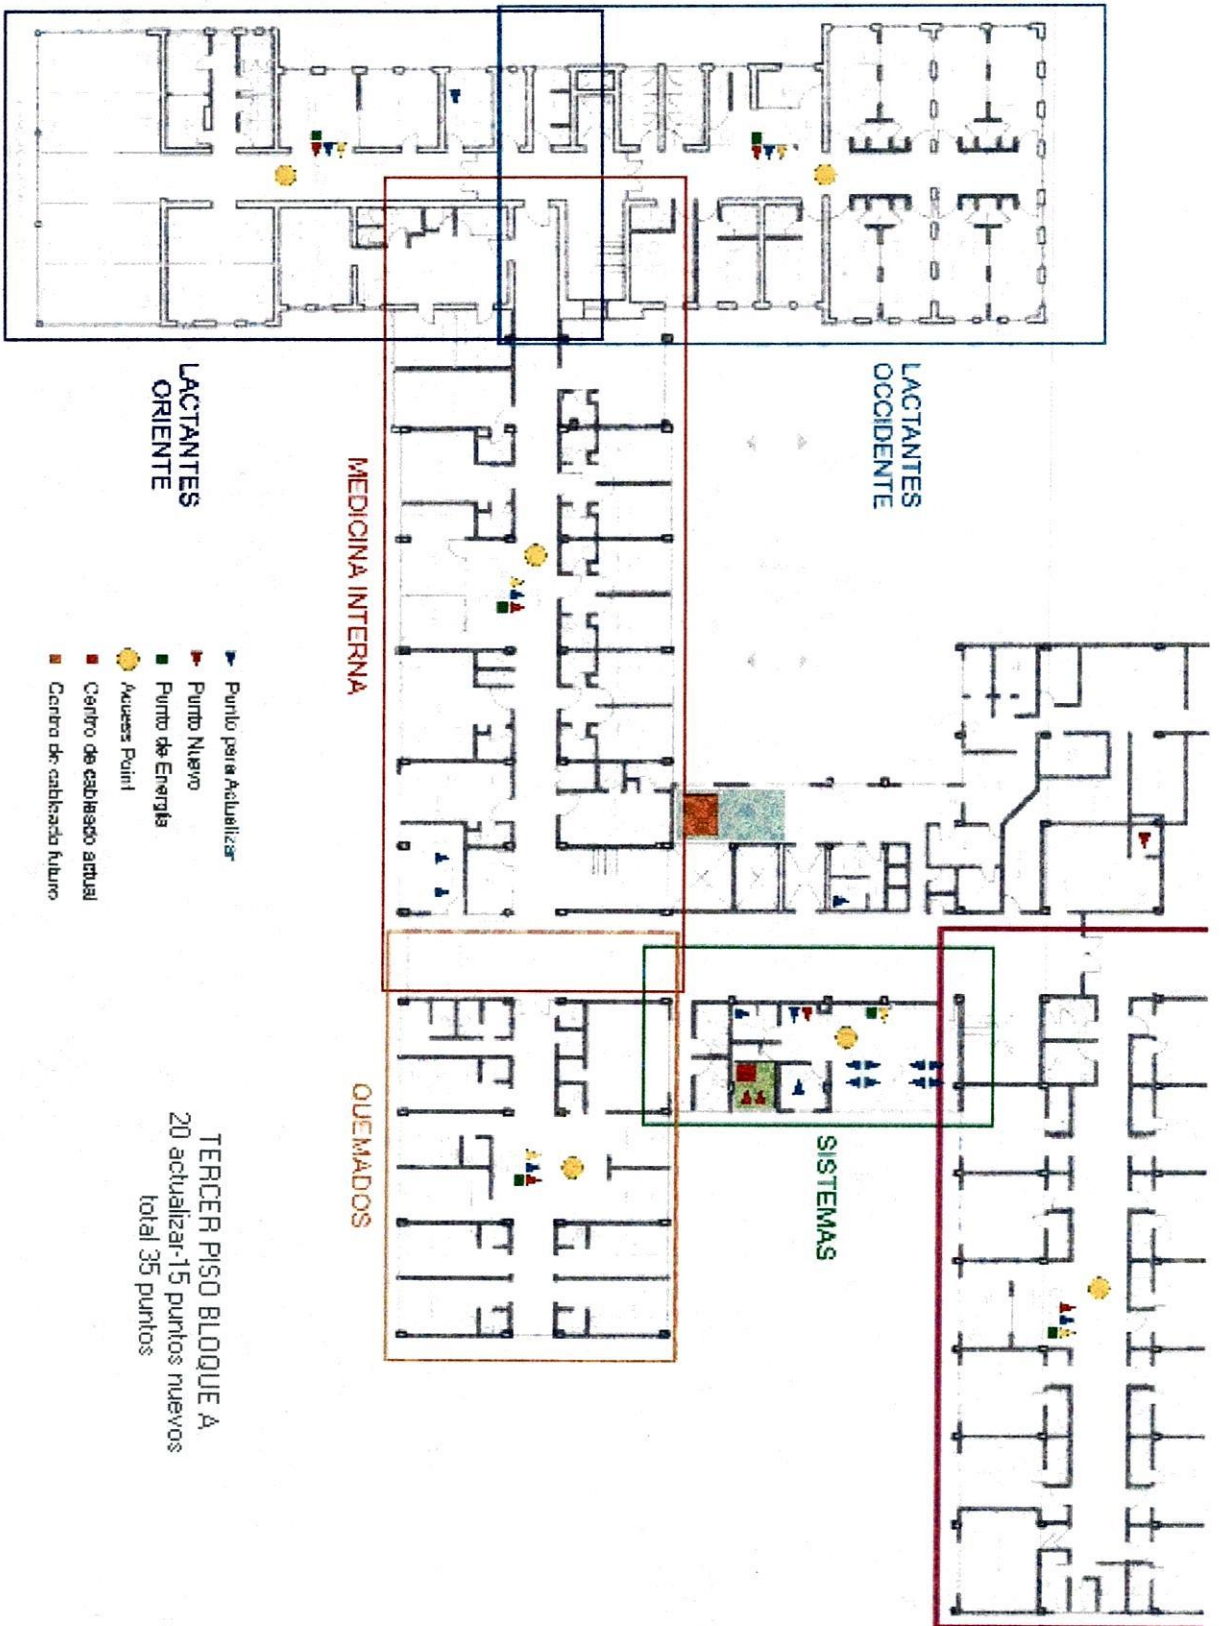 LACTANTES
OCCIDENTE
LACTANTES
ORIENTE
MEDICINA INTERNA
SISTEMAS
QUEMADOS
Punto para Actualizar
Punto Nuevo
Punto de Energía
Access Point
Centro de cableado actual
Centro de cableado futuro
TERCER PISO BLOQUE A
20 actualizar-15 puntos nuevos
total 35 puntos